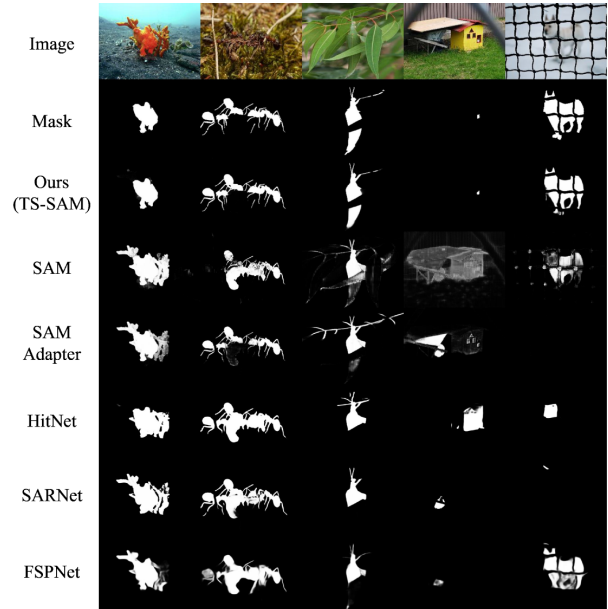 Image
Mask
Ours
(TS-SAM)
SAM
SAM
Adapter
HitNet
SARNet
FSPNet